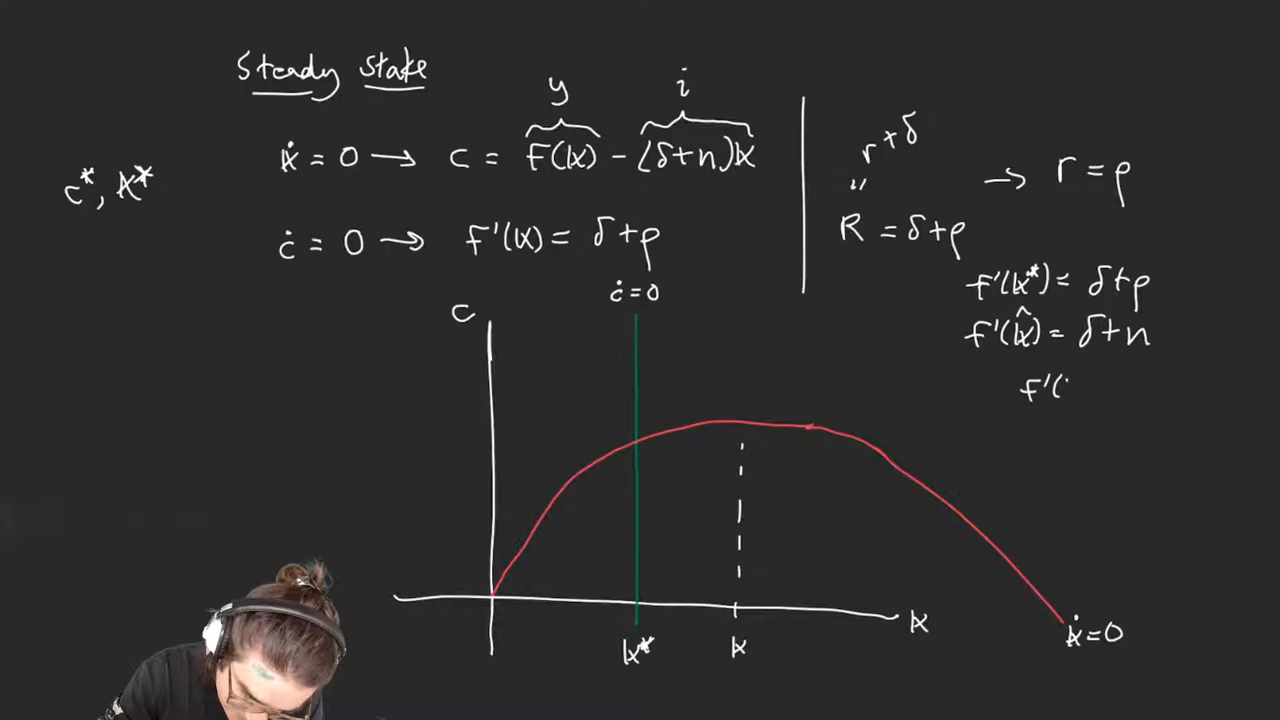 Steady State
y i
k̇ = 0 → c = f(k) - (δ+n)k
c*, k*
ċ = 0 → f'(k) = δ+ρ
r+δ
"
R = δ+ρ
→ r = ρ
f'(k*) = δ+ρ
f'(k̂) = δ+n
f'(
ċ=0
c
k
k̇=0
k*
k